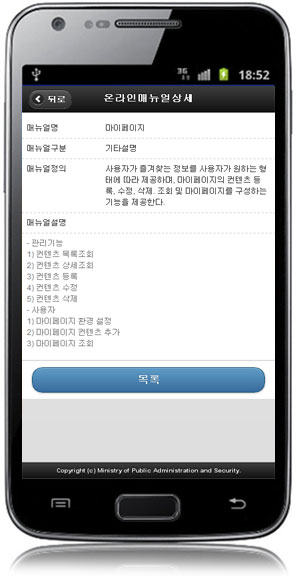 3G
18:52
뒤로
온라인메뉴얼상세
매뉴얼명 마이페이지
매뉴얼구분 기타설명
매뉴얼정의 사용자가 즐겨찾는 정보를 사용자가 원하는 형
태에 따라 제공하며, 마이페이지의 컨텐츠 등
록, 수정, 삭제, 조회 및 마이페이지를 구성하는
기능을 제공한다.
매뉴얼설명
- 관리기능
1) 컨텐츠 목록조회
2) 컨텐츠 상세조회
3) 컨텐츠 등록
4) 컨텐츠 수정
5) 컨텐츠 삭제
- 사용자
1) 마이페이지 환경 설정
2) 마이페이지 컨텐츠 추가
3) 마이페이지 조회
목록
Copyright (c) Ministry of Public Administration and Security.